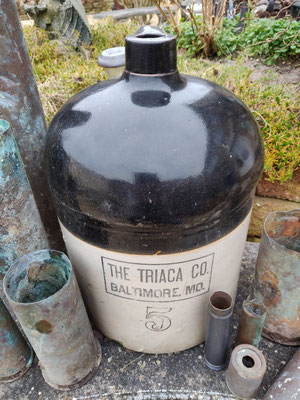 THE TRIACA CO.
BALTIMORE, MD.
5